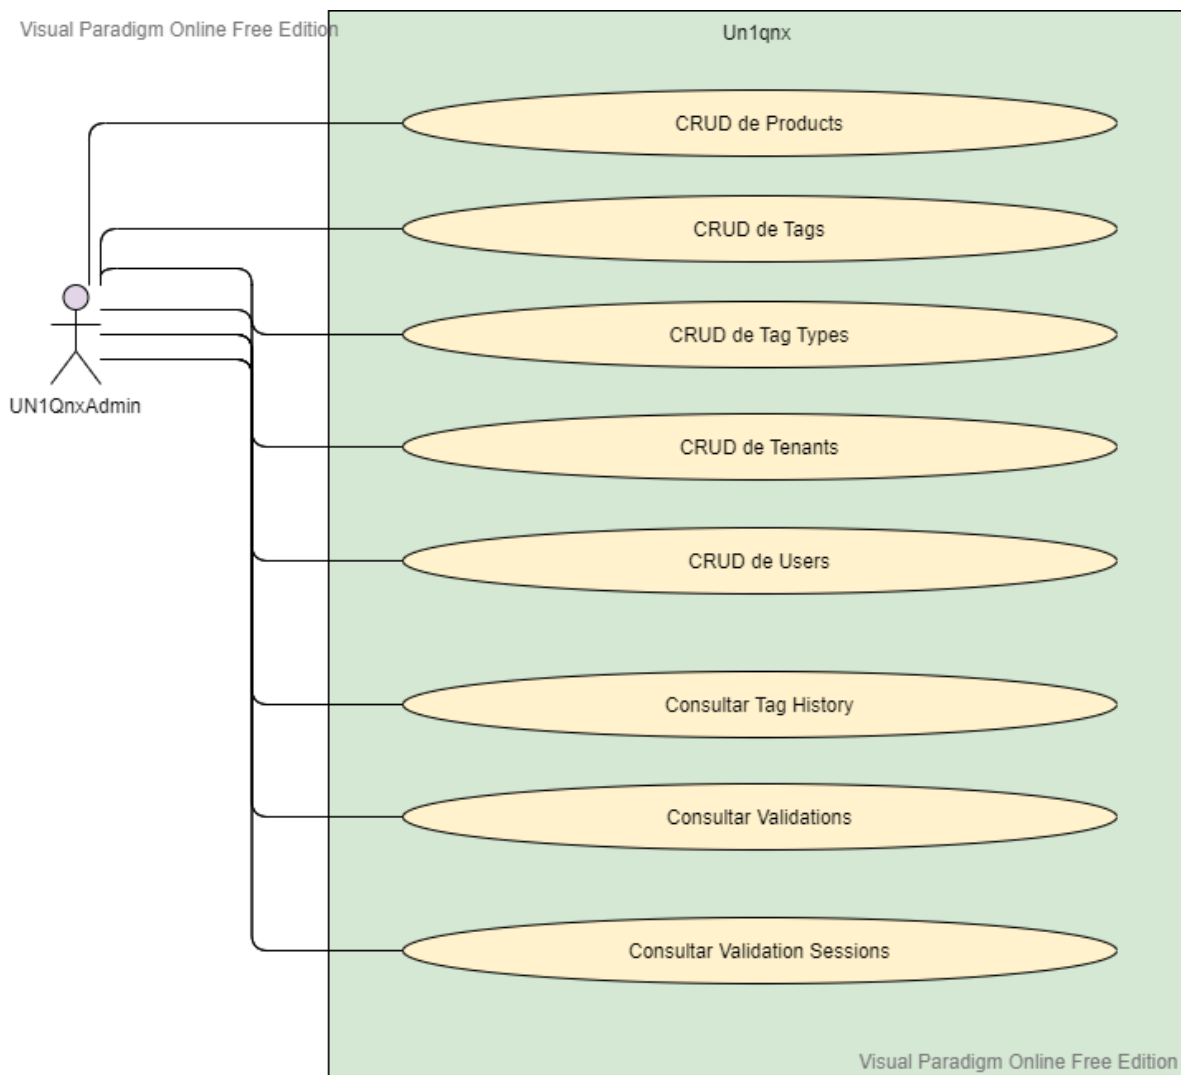 Visual Paradigm Online Free Edition
Un1qnx
CRUD de Products
CRUD de Tags
CRUD de Tag Types
UN1QnxAdmin
CRUD de Tenants
CRUD de Users
Consultar Tag History
Consultar Validations
Consultar Validation Sessions
Visual Paradigm Online Free Edition